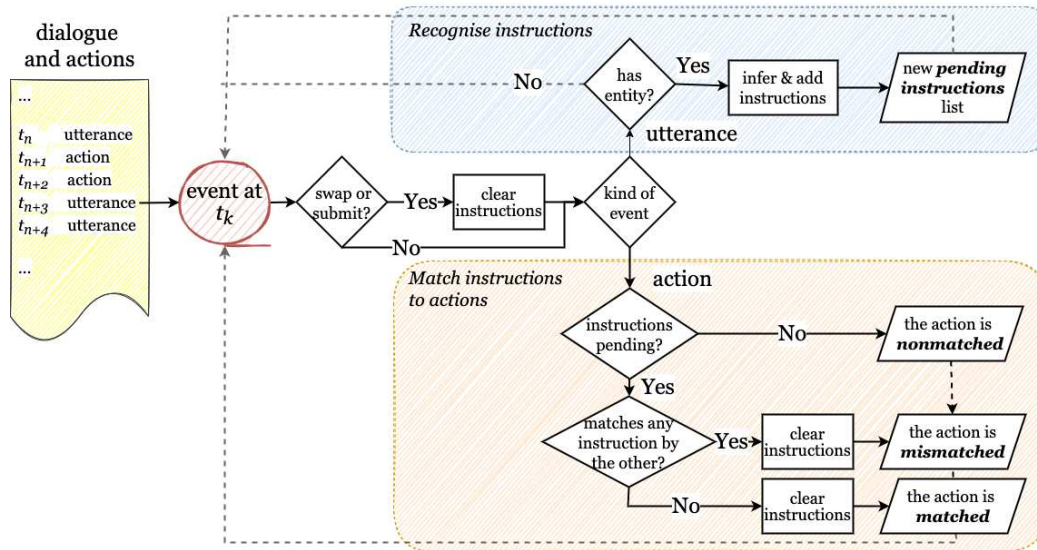 dialogue
and actions
...
tn utterance
tn+1 action
tn+2 action
tn+3 utterance
tn+4 utterance
...
event at
tk
swap or
submit?
Yes
clear
instructions
No
kind of
event
utterance
Recognise instructions
has
entity?
No
Yes
infer & add
instructions
new pending
instructions
list
action
Match instructions
to actions
instructions
pending?
No
the action is
nonmatched
Yes
matches any
instruction by
the other?
Yes
clear
instructions
the action is
mismatched
No
clear
instructions
the action is
matched